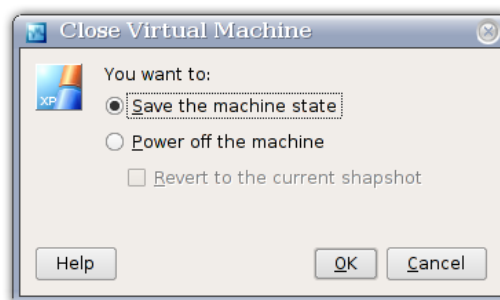 Close Virtual Machine
XP
You want to:
Save the machine state
Power off the machine
Revert to the current shapshot
Help
OK
Cancel